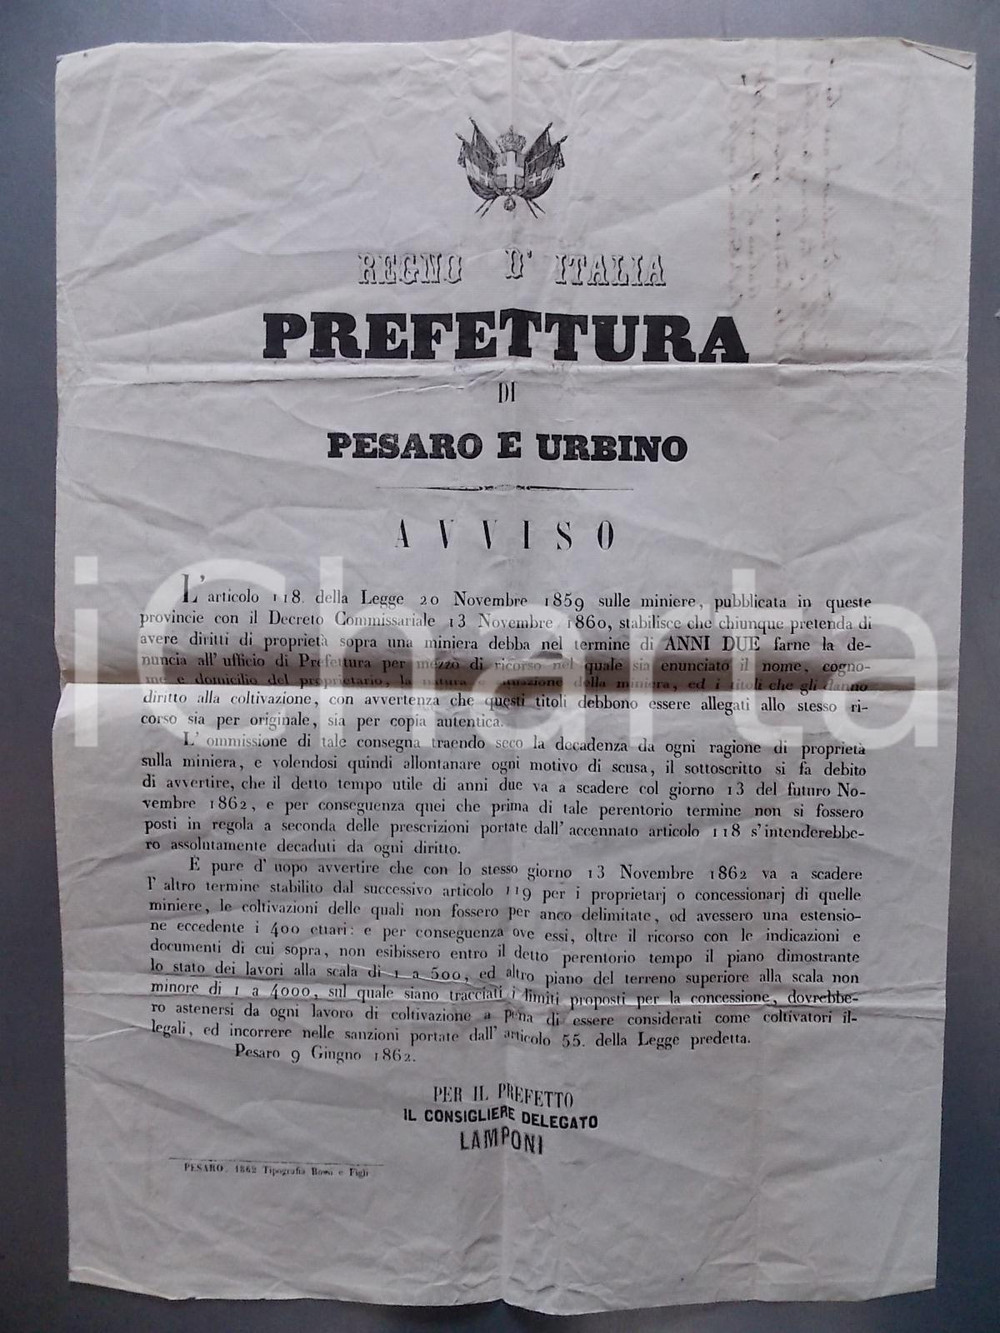 REGNO D' ITALIA
PREFETTURA
DI
PESARO E URBINO
AVVISO
L'articolo 118. della Legge 20 Novembre 1859 sulle miniere, pubblicata in queste
provincie con il Decreto Commissariale 13 Novembre 1860, stabilisce che chiunque pretenda di
avere diritti di proprietà sopra una miniera debba nel termine di ANNI DUE farne la de-
nuncia all'ufficio di Prefettura per mezzo di ricorso nel quale sia enunciato il nome, cogno-
me e domicilio del proprietario, la natura e situazione della miniera, ed i titoli che gli danno
diritto alla coltivazione, con avvertenza che questi titoli debbono essere allegati allo stesso ri-
corso sia per originale, sia per copia autentica.
L'ommissione di tale consegna traendo seco la decadenza da ogni ragione di proprietà
sulla miniera, e volendosi quindi allontanare ogni motivo di scusa, il sottoscritto si fa debito
di avvertire, che il detto tempo utile di anni due va a scadere col giorno 13 del futuro No-
vembre 1862, e per conseguenza quei che prima di tale perentorio termine non si fossero
posti in regola a seconda delle prescrizioni portate dall'accennato articolo 118 s'intenderebbe-
ro assolutamente decaduti da ogni diritto.
E pure d'uopo avvertire che con lo stesso giorno 13 Novembre 1862 va a scadere
l'altro termine stabilito dal successivo articolo 119 per i proprietarj o concessionarj di quelle
miniere, le coltivazioni delle quali non fossero per anco delimitate, od avessero una estensio-
ne eccedente i 400 ettari: e per conseguenza ove essi, oltre il ricorso con le indicazioni e
documenti di cui sopra, non esibissero entro il detto perentorio tempo il piano dimostrante
lo stato dei lavori alla scala di 1 a 500, ed altro piano del terreno superiore alla scala non
minore di 1 a 4000, sul quale siano tracciati i limiti proposti per la concessione, dovrebbe-
ro astenersi da ogni lavoro di coltivazione a pena di essere considerati come coltivatori il-
legali, ed incorrere nelle sanzioni portate dall'articolo 55. della Legge predetta.
Pesaro 9 Giugno 1862.
PER IL PREFETTO
IL CONSIGLIERE DELEGATO
LAMPONI
PESARO, 1862 Tipografia Rossi e Figli
iCharta